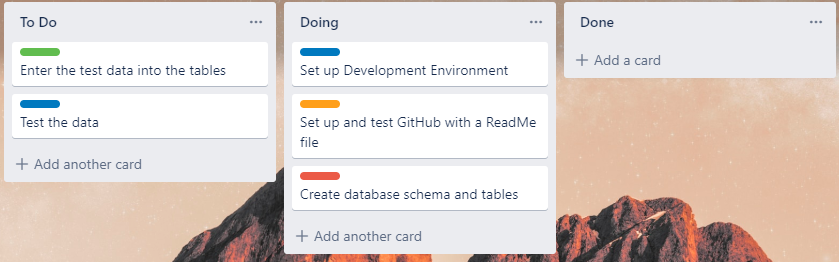 To Do
Enter the test data into the tables
Test the data
+ Add another card
Doing
Set up Development Environment
Set up and test GitHub with a ReadMe
file
Create database schema and tables
+ Add another card
Done
+ Add a card